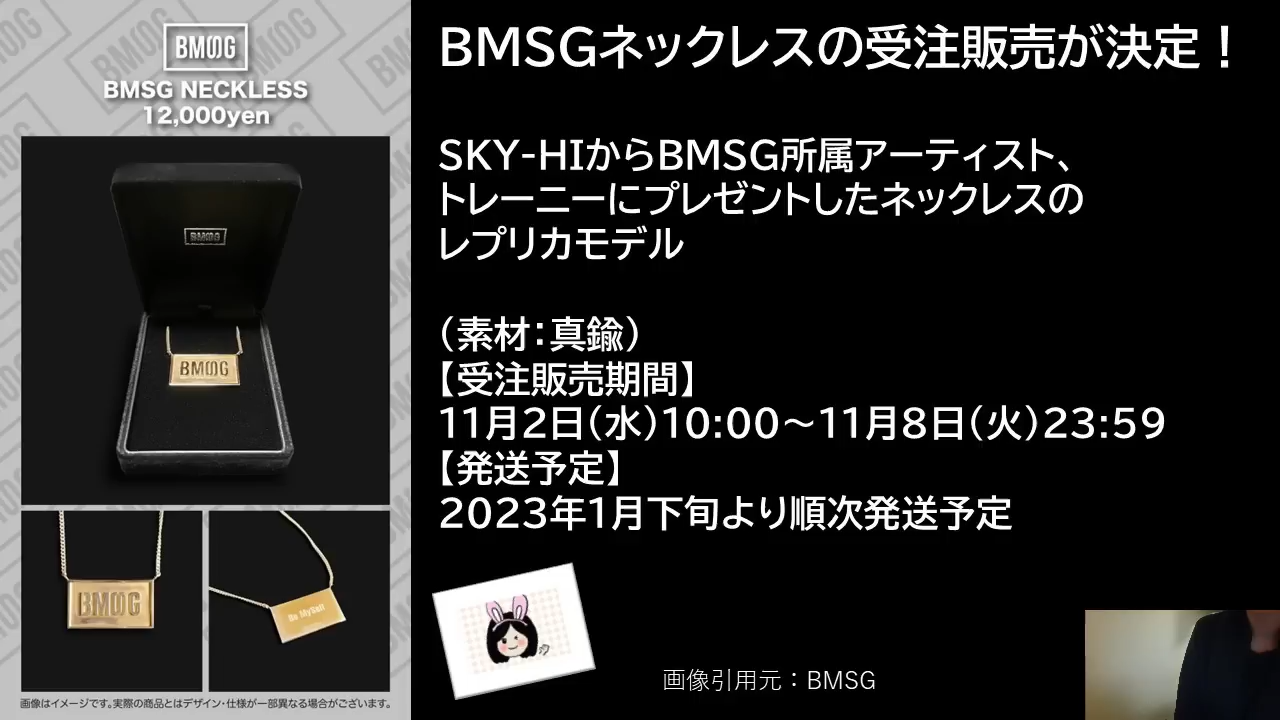 BMSG
BMSG NECKLESS
12,000yen
BMSG
BMSG
BMSG
Be MySelf
画像はイメージです。実際の商品とはデザイン・仕様が一部異なる場合がございます。
BMSGネックレスの受注販売が決定！
SKY-HIからBMSG所属アーティスト、
トレーニーにプレゼントしたネックレスの
レプリカモデル
（素材：真鍮）
【受注販売期間】
11月2日（水）10:00～11月8日（火）23:59
【発送予定】
2023年1月下旬より順次発送予定
画像引用元：BMSG